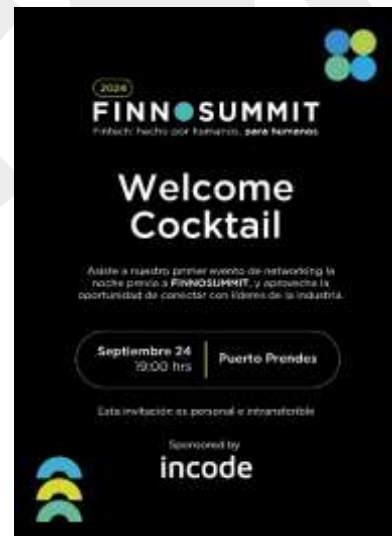 2024
FINNOSUMMIT
Fintech: hecho por humanos, para humanos
Welcome
Cocktail
Asiste a nuestro primer evento de networking la
noche previa a FINNOSUMMIT, y aprovecha la
oportunidad de conectar con líderes de la industria.
Septiembre 24
19:00 hrs
Puerto Prendes
Esta invitación es personal e intransferible
Sponsored by
incode